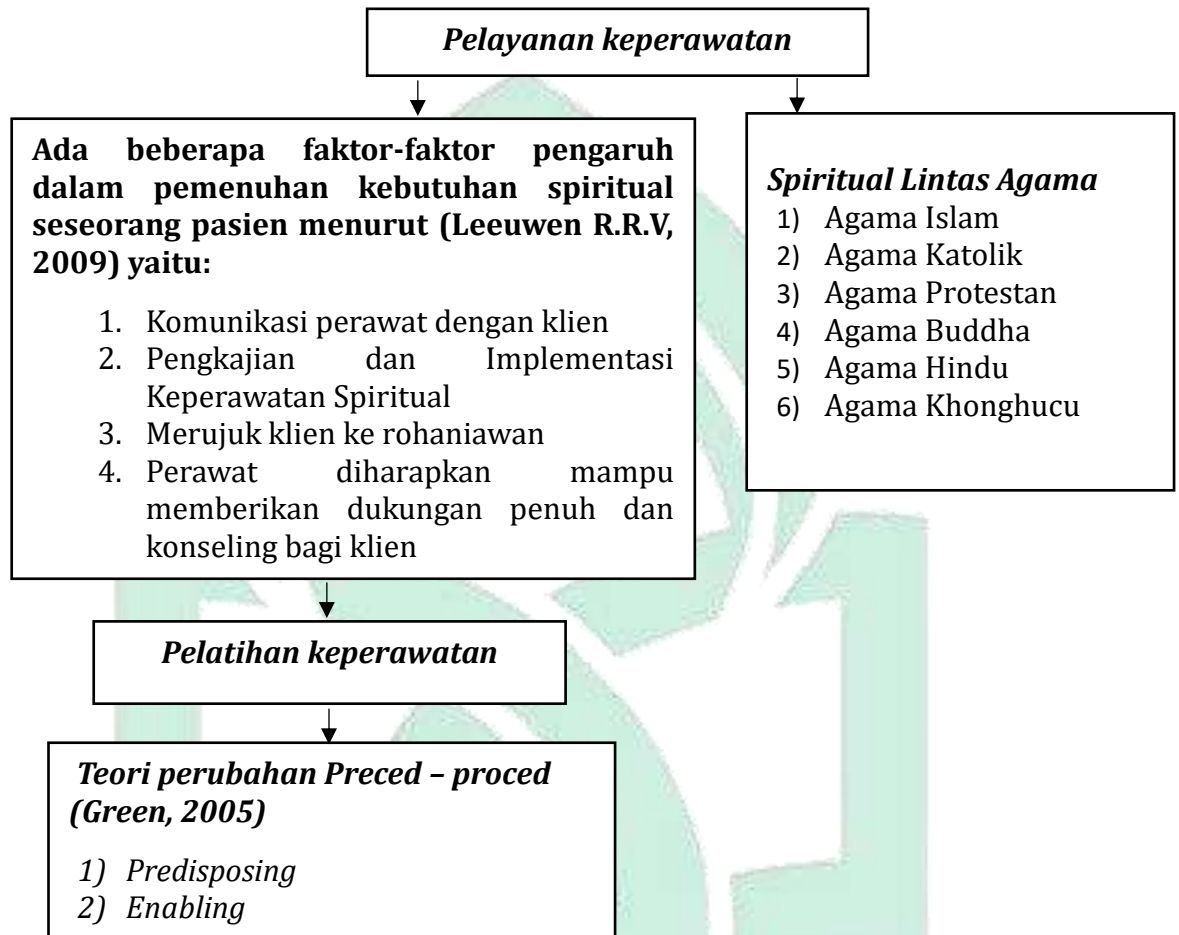 Pelayanan keperawatan
Ada beberapa faktor-faktor pengaruh
dalam pemenuhan kebutuhan spiritual
seseorang pasien menurut (Leeuwen R.R.V,
2009) yaitu:
1. Komunikasi perawat dengan klien
2. Pengkajian dan Implementasi
Keperawatan Spiritual
3. Merujuk klien ke rohaniawan
4. Perawat diharapkan mampu
memberikan dukungan penuh dan
konseling bagi klien
Spiritual Lintas Agama
1) Agama Islam
2) Agama Katolik
3) Agama Protestan
4) Agama Buddha
5) Agama Hindu
6) Agama Khonghucu
Pelatihan keperawatan
Teori perubahan Preced – proced
(Green, 2005)
1) Predisposing
2) Enabling